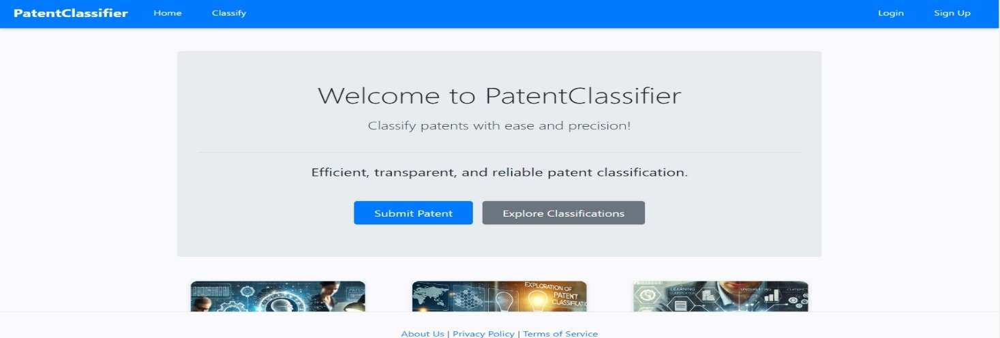 PatentClassifier Home Classify Login Sign Up
Welcome to PatentClassifier
Classify patents with ease and precision!
Efficient, transparent, and reliable patent classification.
Submit Patent Explore Classifications
EXPLORATION OF
PATENT
LEARNING
About Us | Privacy Policy | Terms of Service